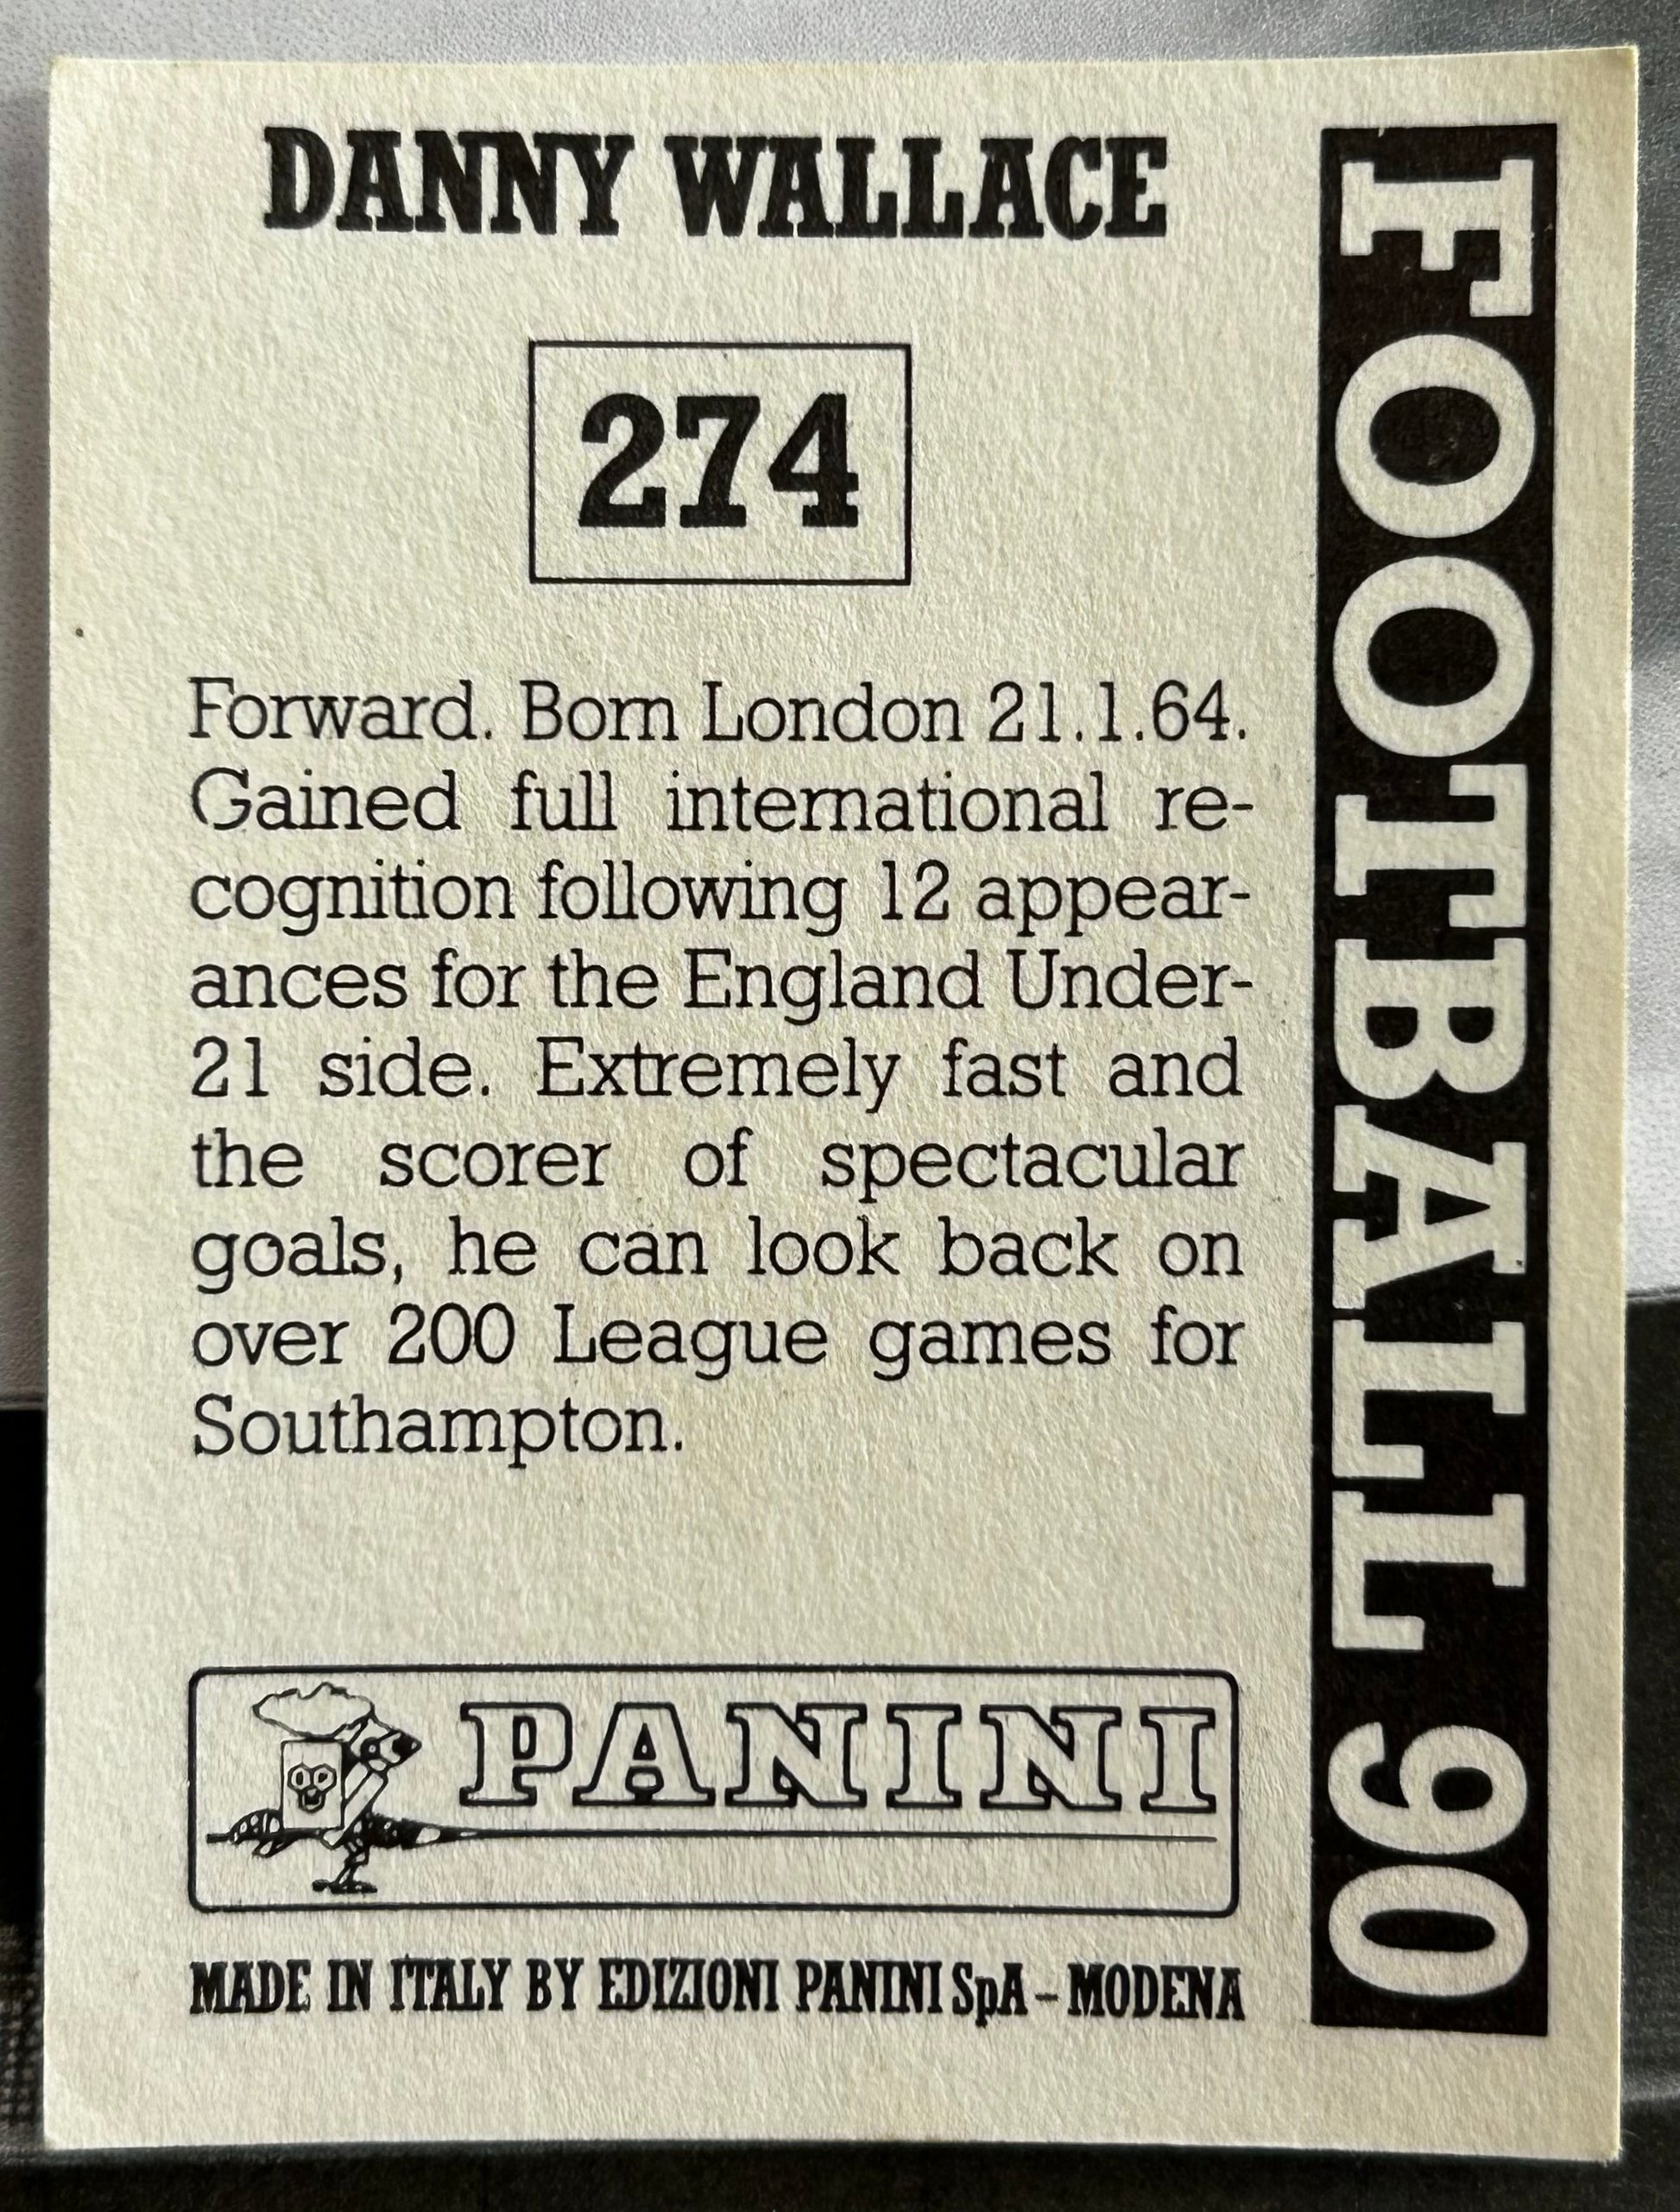 DANNY WALLACE
274
Forward. Born London 21.1.64.
Gained full international re-
cognition following 12 appear-
ances for the England Under-
21 side. Extremely fast and
the scorer of spectacular
goals, he can look back on
over 200 League games for
Southampton.
PANINI
MADE IN ITALY BY EDIZIONI PANINI SpA - MODENA
FOOTBALL 90